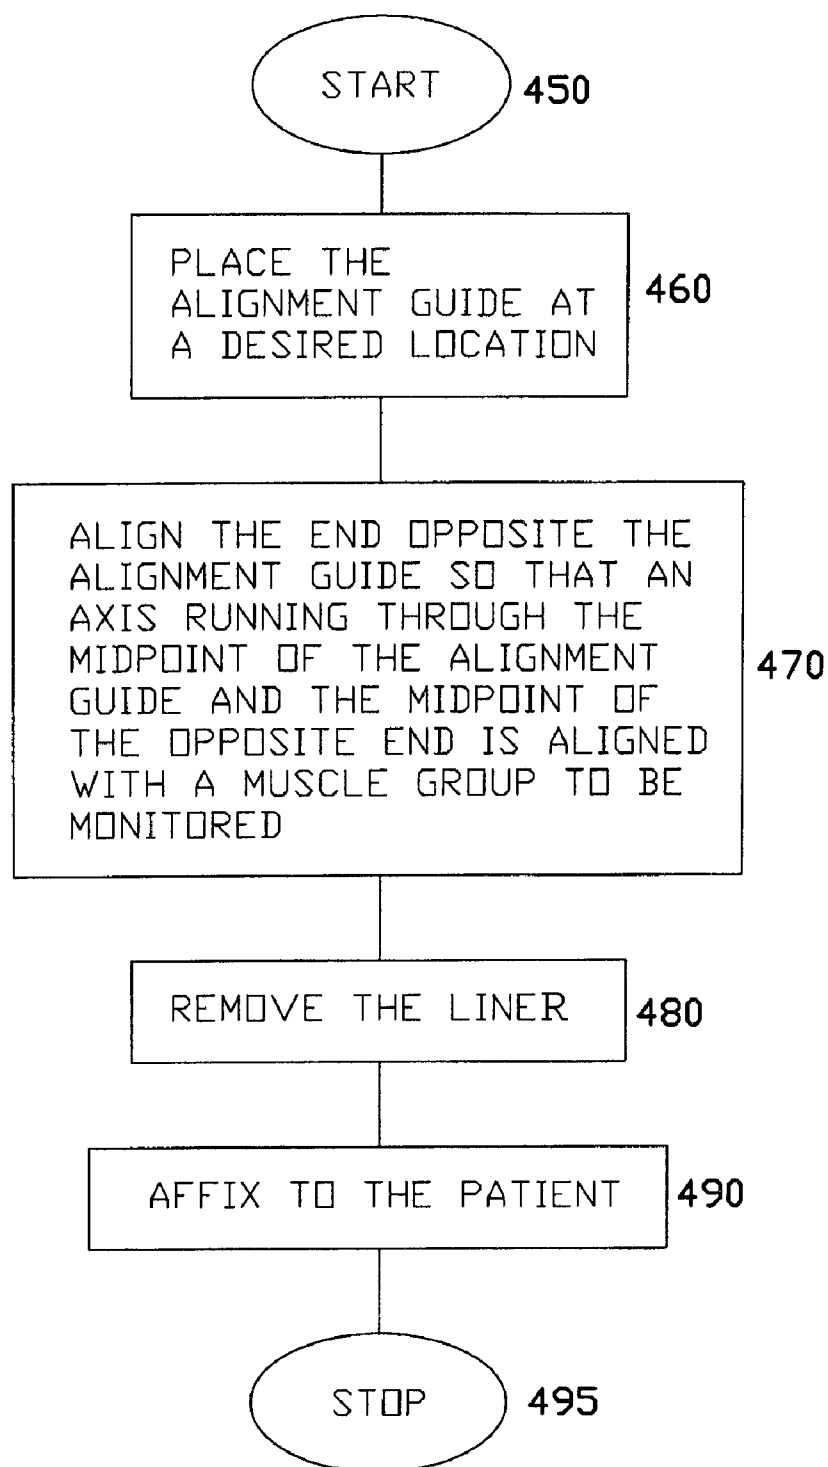 START
450
PLACE THE
ALIGNMENT GUIDE AT
A DESIRED LOCATION
460
ALIGN THE END OPPOSITE THE
ALIGNMENT GUIDE SO THAT AN
AXIS RUNNING THROUGH THE
MIDPOINT OF THE ALIGNMENT
GUIDE AND THE MIDPOINT OF
THE OPPOSITE END IS ALIGNED
WITH A MUSCLE GROUP TO BE
MONITORED
470
REMOVE THE LINER
480
AFFIX TO THE PATIENT
490
STOP
495